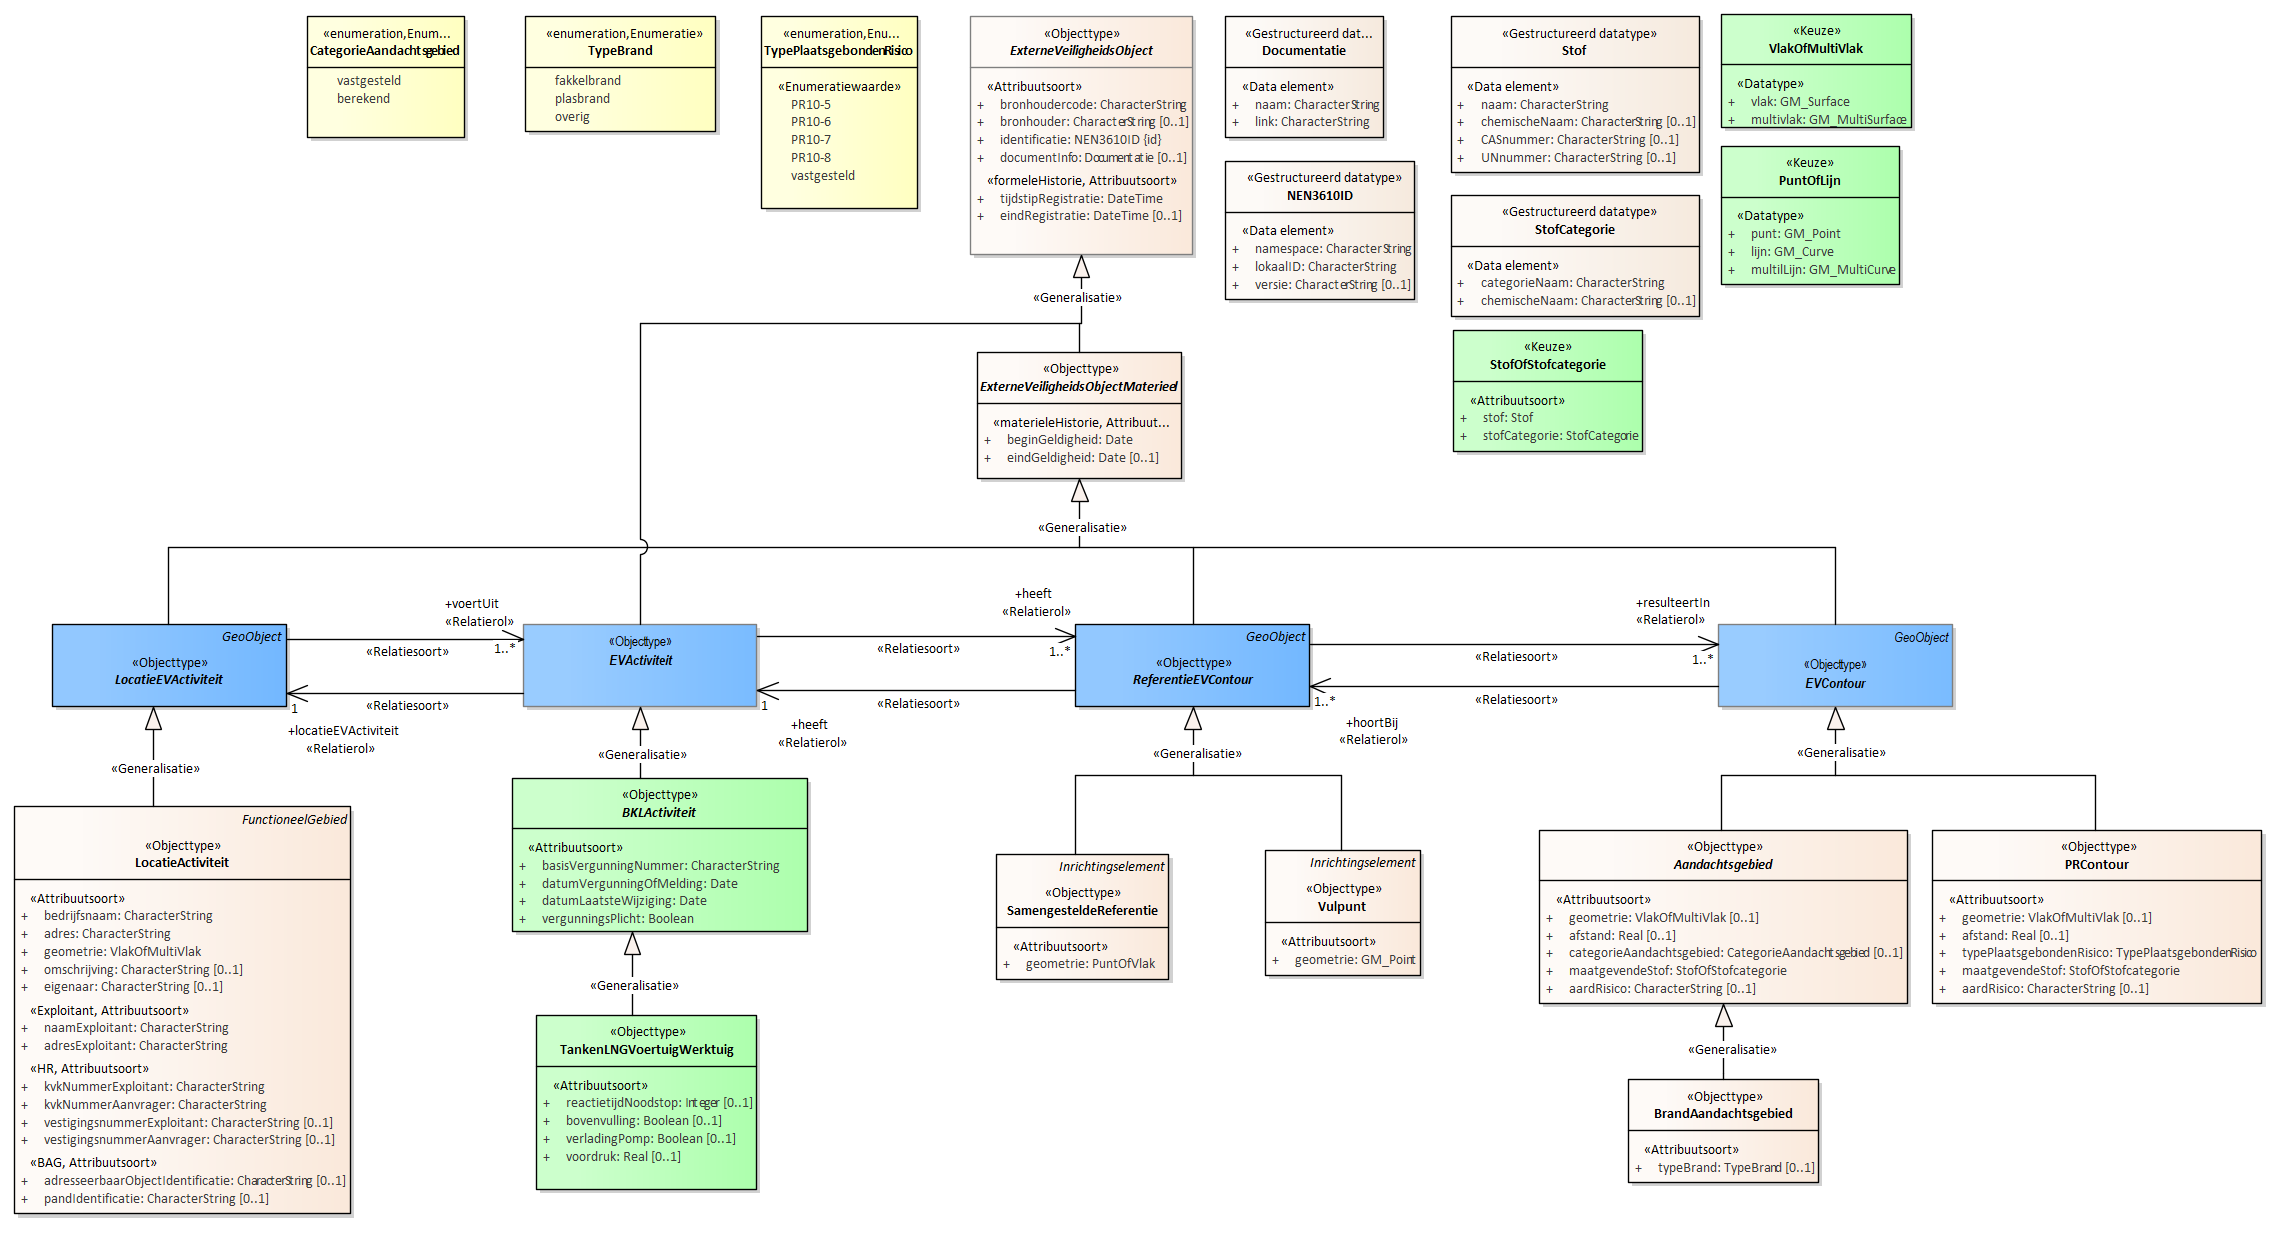 «enumeration,Enum...
CategorieAandachtsgebied
vastgesteld
berekend
«enumeration,Enumeratie»
TypeBrand
fakkelbrand
plasbrand
overig
«enumeration,Enu...
TypePlaatsgebondenRisico
«Enumeratiewaarde»
PR10-5
PR10-6
PR10-7
PR10-8
vastgesteld
«Objecttype»
ExterneVeiligheidsObject
«Attribuutsoort»
+ bronhoudercode: CharacterString
+ bronhouder: CharacterString [0..1]
+ identificatie: NEN3610ID {id}
+ documentInfo: Documentatie [0..1]
«formeleHistorie, Attribuutsoort»
+ tijdstipRegistratie: DateTime
+ eindRegistratie: DateTime [0..1]
«Gestructureerd dat...
Documentatie
«Data element»
+ naam: CharacterString
+ link: CharacterString
«Gestructureerd datatype»
NEN3610ID
«Data element»
+ namespace: CharacterString
+ lokaalID: CharacterString
+ versie: CharacterString [0..1]
«Gestructureerd datatype»
Stof
«Data element»
+ naam: CharacterString
+ chemischeNaam: CharacterString [0..1]
+ CASnummer: CharacterString [0..1]
+ UNnummer: CharacterString [0..1]
«Gestructureerd datatype»
StofCategorie
«Data element»
+ categorieNaam: CharacterString
+ chemischeNaam: CharacterString [0..1]
«Keuze»
StofOfStofcategorie
«Attribuutsoort»
+ stof: Stof
+ stofCategorie: StofCategorie
«Keuze»
VlakOfMultiVlak
«Datatype»
+ vlak: GM_Surface
+ multivlak: GM_MultiSurface
«Keuze»
PuntOfLijn
«Datatype»
+ punt: GM_Point
+ lijn: GM_Curve
+ multilLijn: GM_MultiCurve
«Generalisatie»
«Objecttype»
ExterneVeiligheidsObjectMaterieel
«materieleHistorie, Attribuut...
+ beginGeldigheid: Date
+ eindGeldigheid: Date [0..1]
«Generalisatie»
GeoObject
«Objecttype»
LocatieEVActiviteit
+voertUit
«Relatierol»
1..*
«Relatiesoort»
«Relatiesoort»
1
+locatieEVActiviteit
«Relatierol»
«Objecttype»
EVActiviteit
+heeft
«Relatierol»
1..*
«Relatiesoort»
«Relatiesoort»
1
+heeft
«Relatierol»
GeoObject
«Objecttype»
ReferentieEVContour
+resulteertIn
«Relatierol»
1..*
«Relatiesoort»
«Relatiesoort»
1..*
+hoortBij
«Relatierol»
GeoObject
«Objecttype»
EVContour
«Generalisatie»
«Generalisatie»
«Generalisatie»
«Generalisatie»
FunctioneelGebied
«Objecttype»
LocatieActiviteit
«Attribuutsoort»
+ bedrijfsnaam: CharacterString
+ adres: CharacterString
+ geometrie: VlakOfMultiVlak
+ omschrijving: CharacterString [0..1]
+ eigenaar: CharacterString [0..1]
«Exploitant, Attribuutsoort»
+ naamExploitant: CharacterString
+ adresExploitant: CharacterString
«HR, Attribuutsoort»
+ kvkNummerExploitant: CharacterString
+ kvkNummerAanvrager: CharacterString
+ vestigingsnummerExploitant: CharacterString [0..1]
+ vestigingsnummerAanvrager: CharacterString [0..1]
«BAG, Attribuutsoort»
+ adresseerbaarObjectIdentificatie: CharacterString [0..1]
+ pandIdentificatie: CharacterString [0..1]
«Objecttype»
BKLActiviteit
«Attribuutsoort»
+ basisVergunningNummer: CharacterString
+ datumVergunningOfMelding: Date
+ datumLaatsteWijziging: Date
+ vergunningsPlicht: Boolean
«Generalisatie»
«Objecttype»
TankenLNGVoertuigWerktuig
«Attribuutsoort»
+ reactietijdNoodstop: Integer [0..1]
+ bovenvulling: Boolean [0..1]
+ verladingPomp: Boolean [0..1]
+ voordruk: Real [0..1]
Inrichtingselement
«Objecttype»
SamengesteldeReferentie
«Attribuutsoort»
+ geometrie: PuntOfVlak
Inrichtingselement
«Objecttype»
Vulpunt
«Attribuutsoort»
+ geometrie: GM_Point
«Objecttype»
Aandachtsgebied
«Attribuutsoort»
+ geometrie: VlakOfMultiVlak [0..1]
+ afstand: Real [0..1]
+ categorieAandachtsgebied: CategorieAandachtsgebied [0..1]
+ maatgevendeStof: StofOfStofcategorie
+ aardRisico: CharacterString [0..1]
«Objecttype»
PRContour
«Attribuutsoort»
+ geometrie: VlakOfMultiVlak [0..1]
+ afstand: Real [0..1]
+ typePlaatsgebondenRisico: TypePlaatsgebondenRisico
+ maatgevendeStof: StofOfStofcategorie
+ aardRisico: CharacterString [0..1]
«Generalisatie»
«Objecttype»
BrandAandachtsgebied
«Attribuutsoort»
+ typeBrand: TypeBrand [0..1]